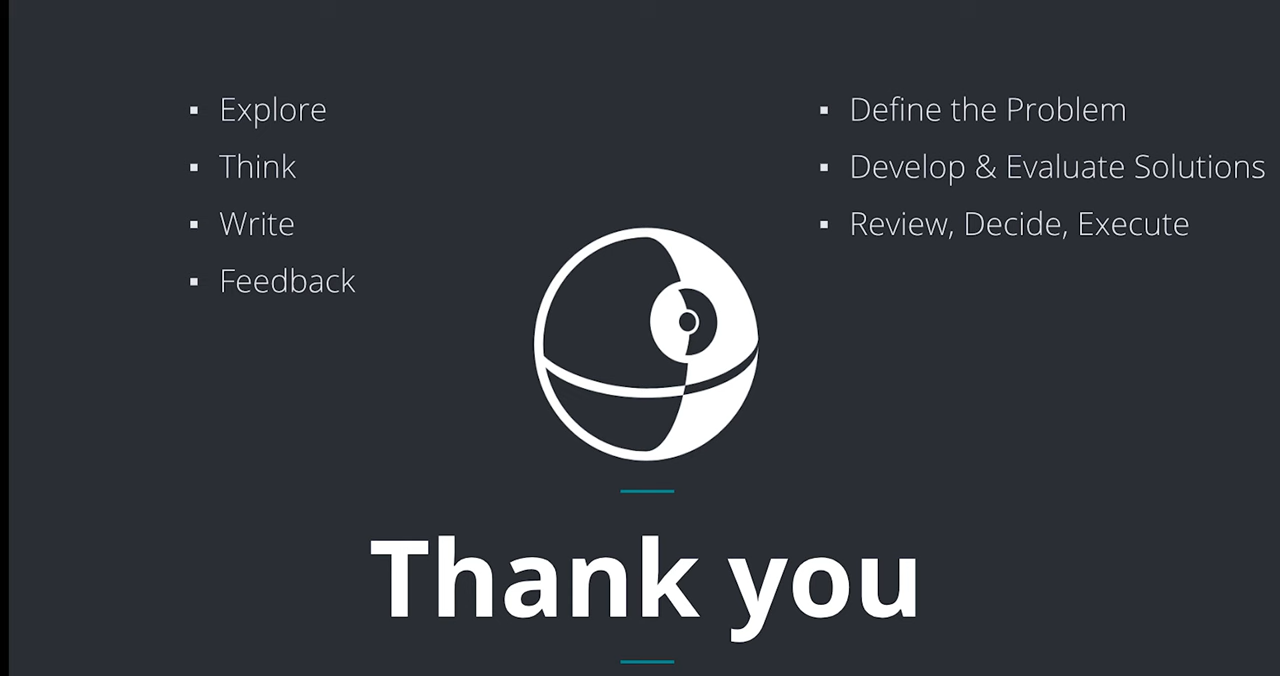 Explore
Think
Write
Feedback
Define the Problem
Develop & Evaluate Solutions
Review, Decide, Execute
Thank you